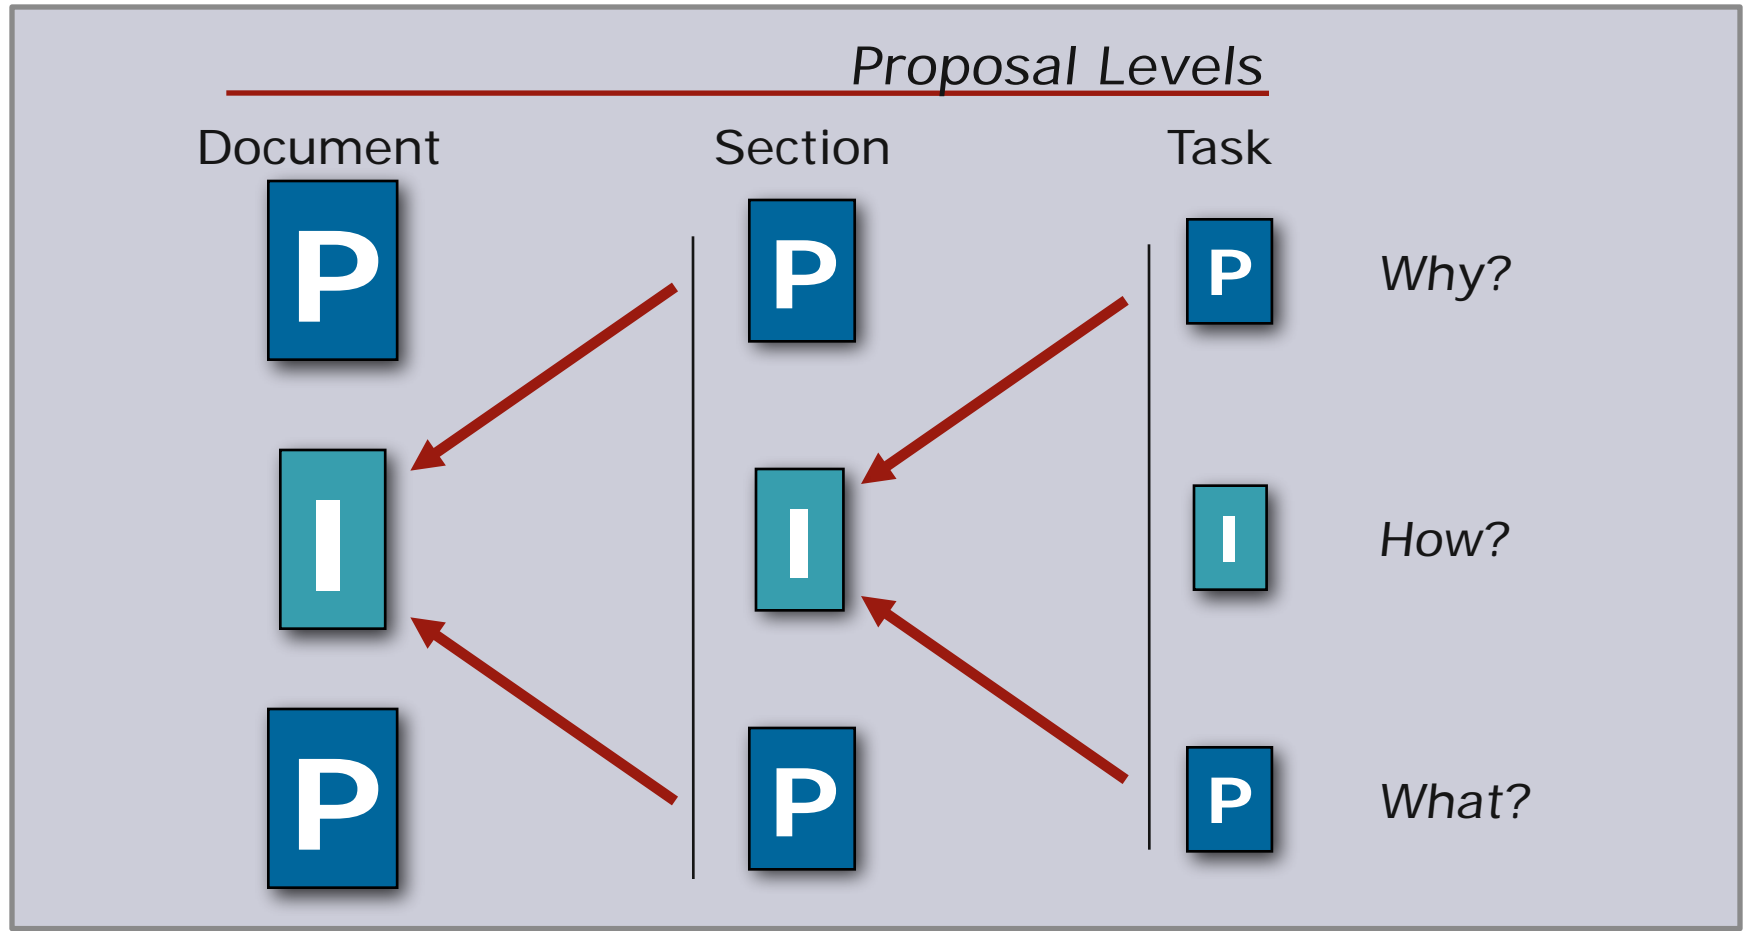 Proposal Levels
Document Section Task
P P P Why?
I I I How?
P P P What?